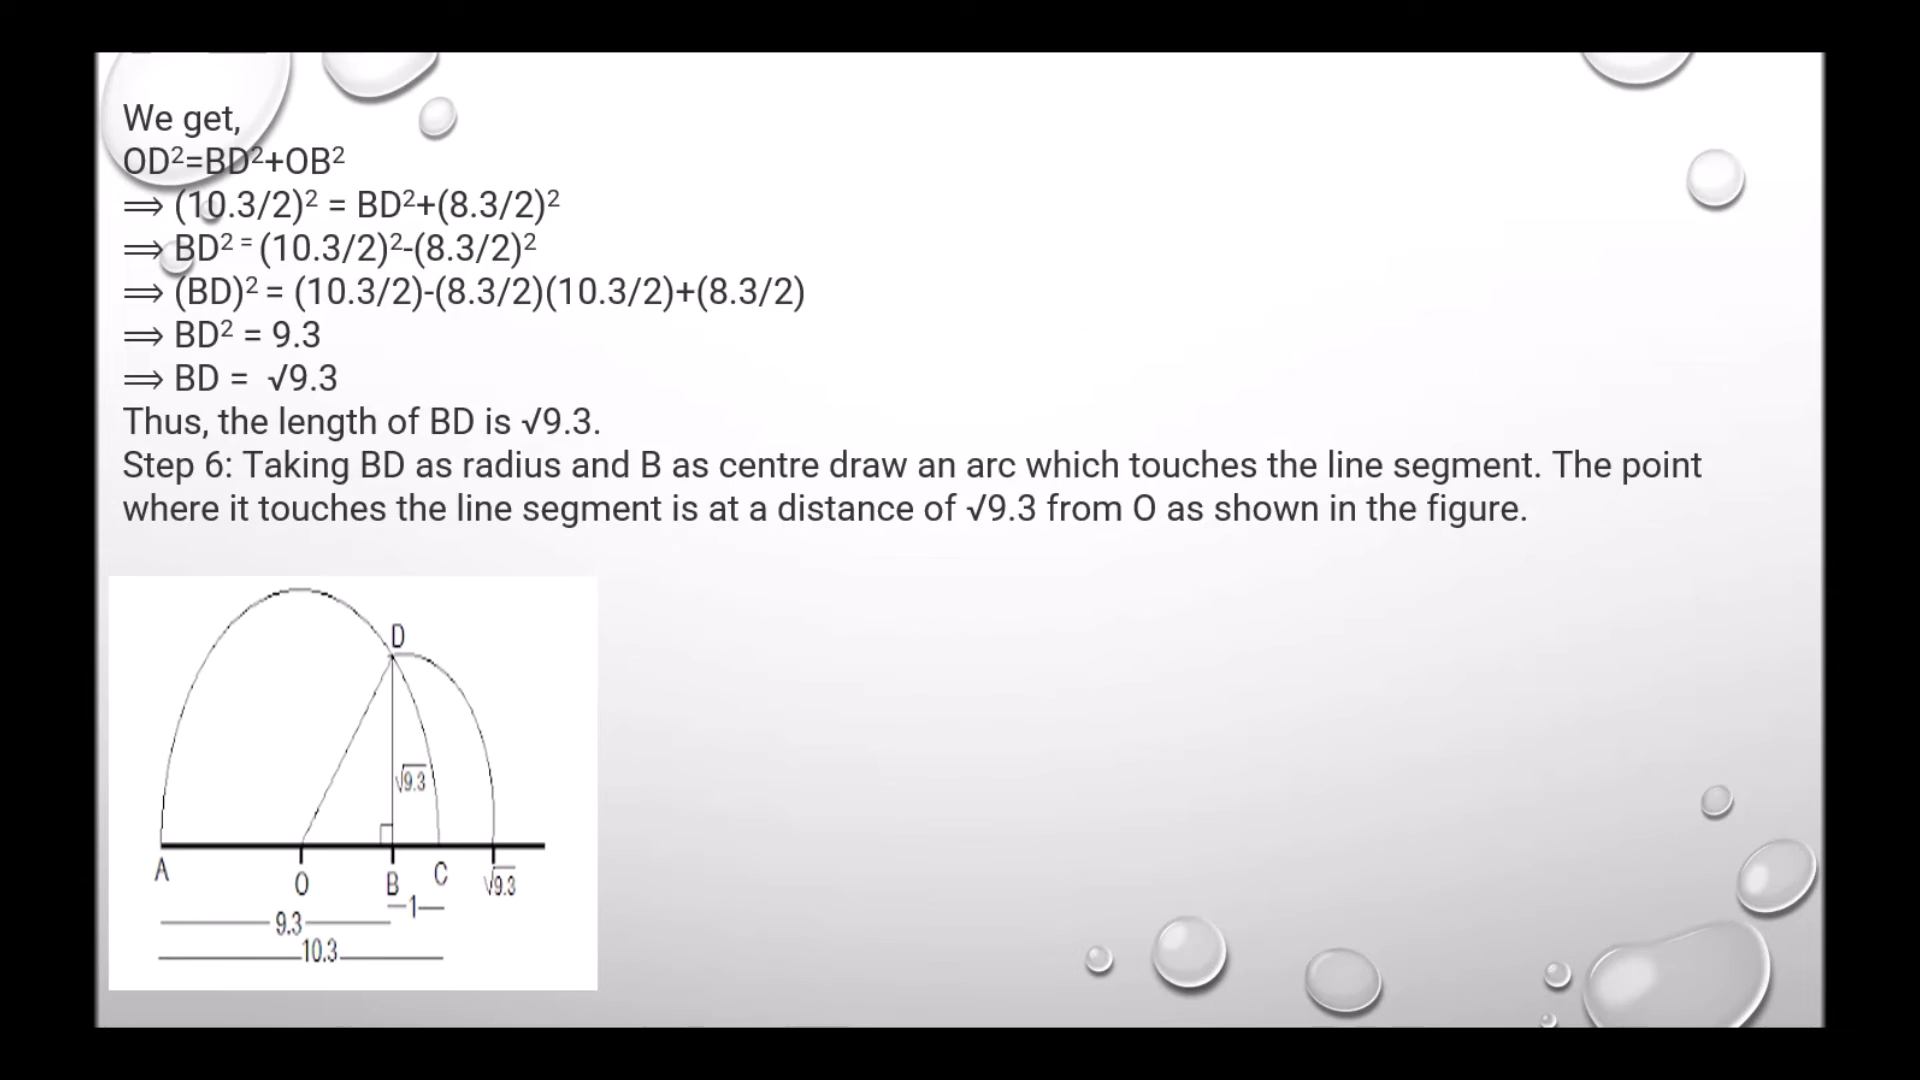 We get,
OD²=BD²+OB²
⟹ (10.3/2)² = BD²+(8.3/2)²
⟹ BD² = (10.3/2)²-(8.3/2)²
⟹ (BD)² = (10.3/2)-(8.3/2)(10.3/2)+(8.3/2)
⟹ BD² = 9.3
⟹ BD = √9.3
Thus, the length of BD is √9.3.
Step 6: Taking BD as radius and B as centre draw an arc which touches the line segment. The point
where it touches the line segment is at a distance of √9.3 from O as shown in the figure.
D
√9.3
A O B C √9.3
1
9.3
10.3